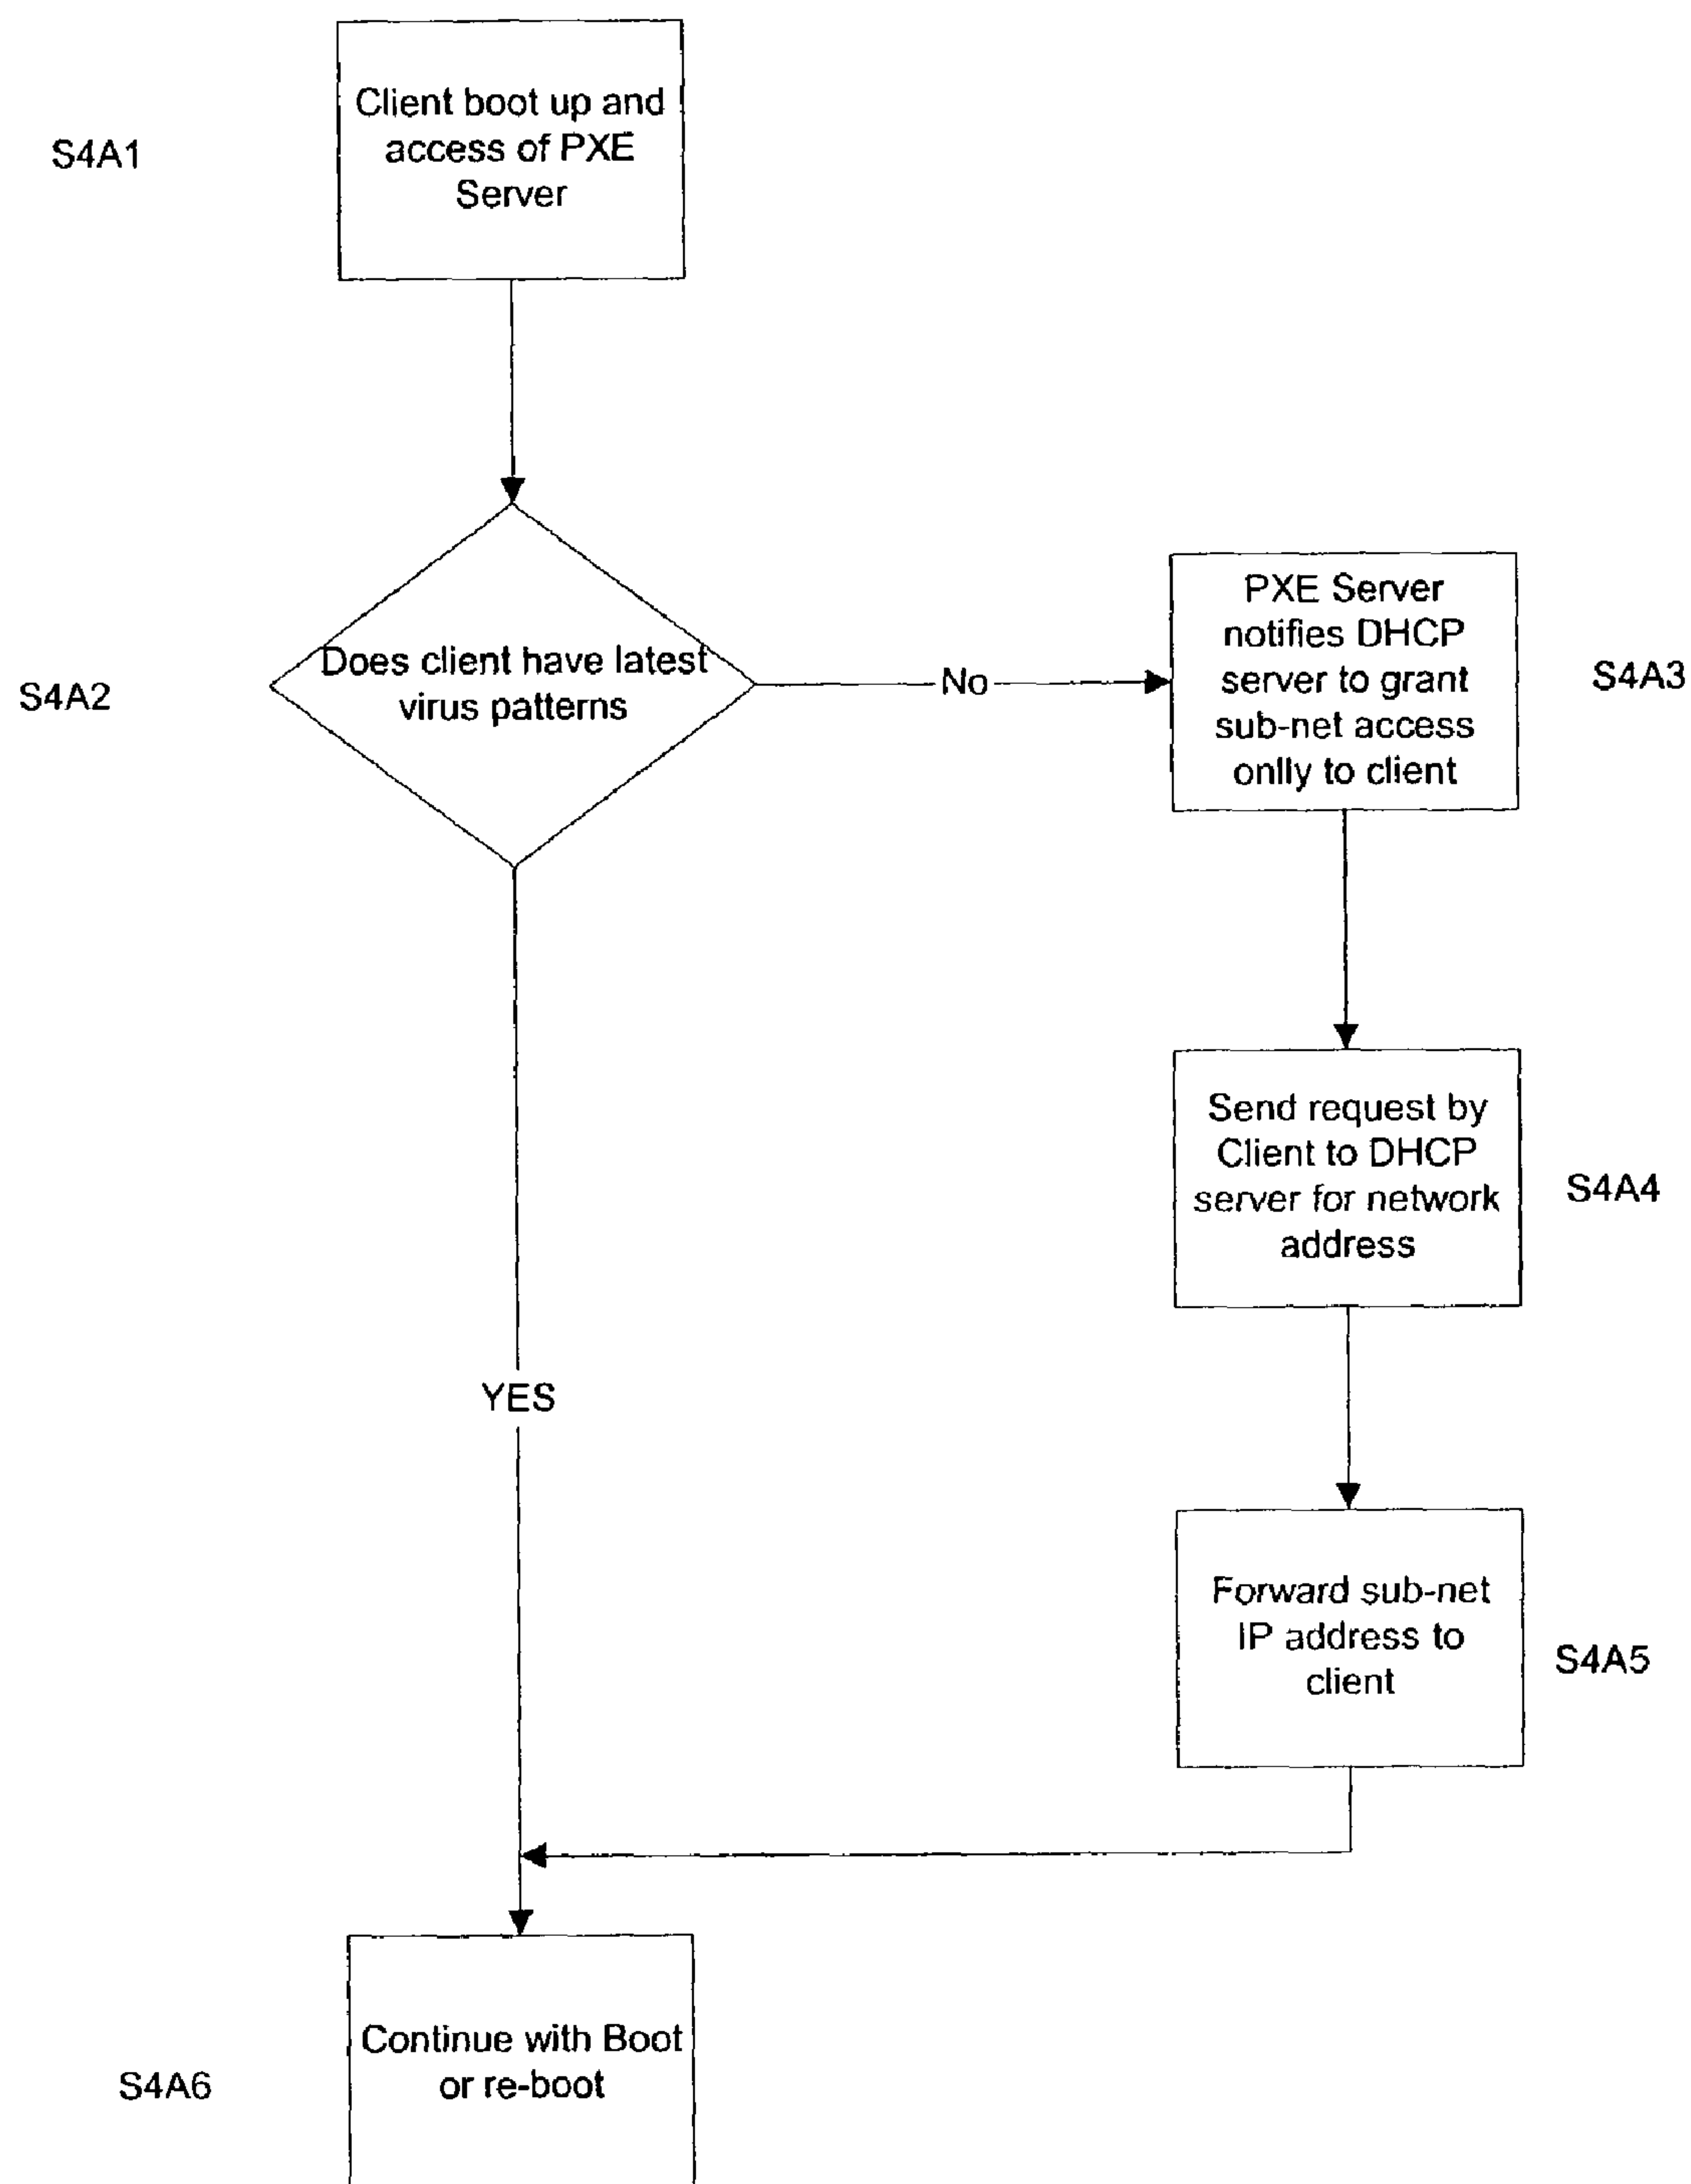 S4A1
Client boot up and
access of PXE
Server
S4A2
Does client have latest
virus patterns
No
PXE Server
notifies DHCP
server to grant
sub-net access
onlly to client
S4A3
Send request by
Client to DHCP
server for network
address
S4A4
YES
Forward sub-net
IP address to
client
S4A5
S4A6
Continue with Boot
or re-boot